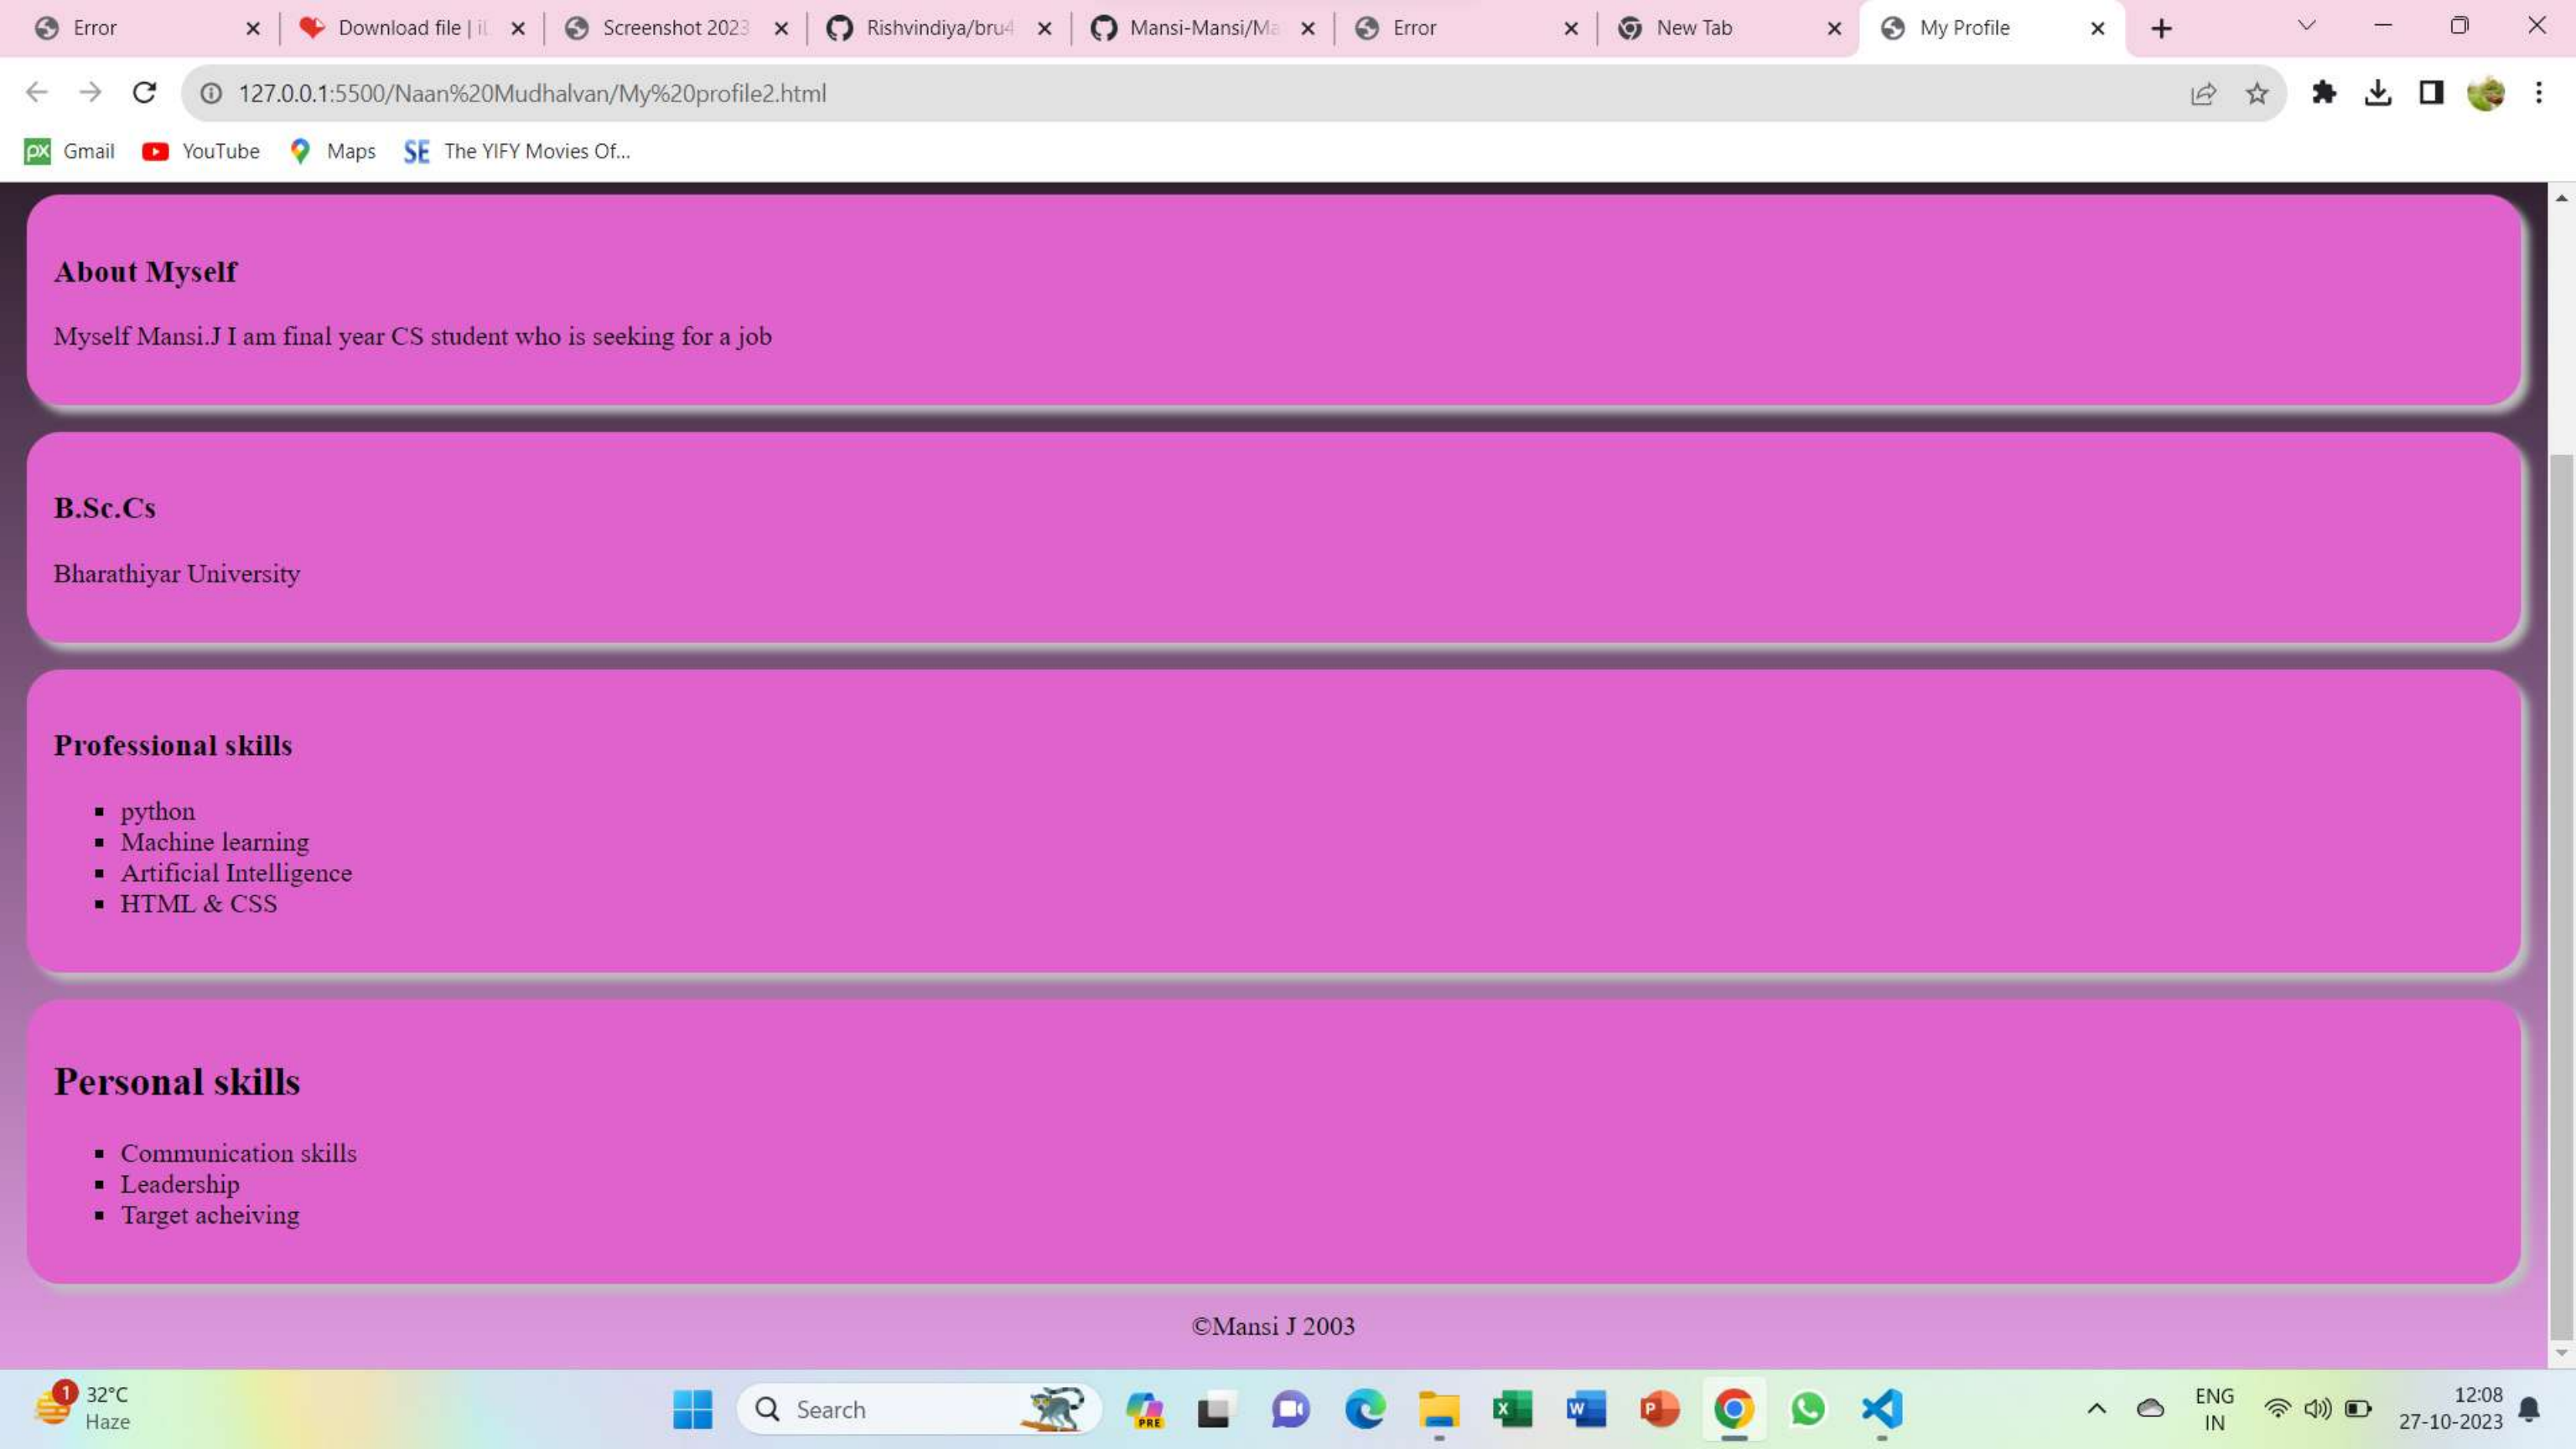 Error
Download file | iL
Screenshot 2023
Rishvindiya/bru4
Mansi-Mansi/Ma
Error
New Tab
My Profile
127.0.0.1:5500/Naan%20Mudhalvan/My%20profile2.html
Gmail
YouTube
Maps
SE
The YIFY Movies Of...
About Myself
Myself Mansi.J I am final year CS student who is seeking for a job
B.Sc.Cs
Bharathiyar University
Professional skills
python
Machine learning
Artificial Intelligence
HTML & CSS
Personal skills
Communication skills
Leadership
Target acheiving
©Mansi J 2003
1
32°C
Haze
Search
PRE
ENG
IN
12:08
27-10-2023